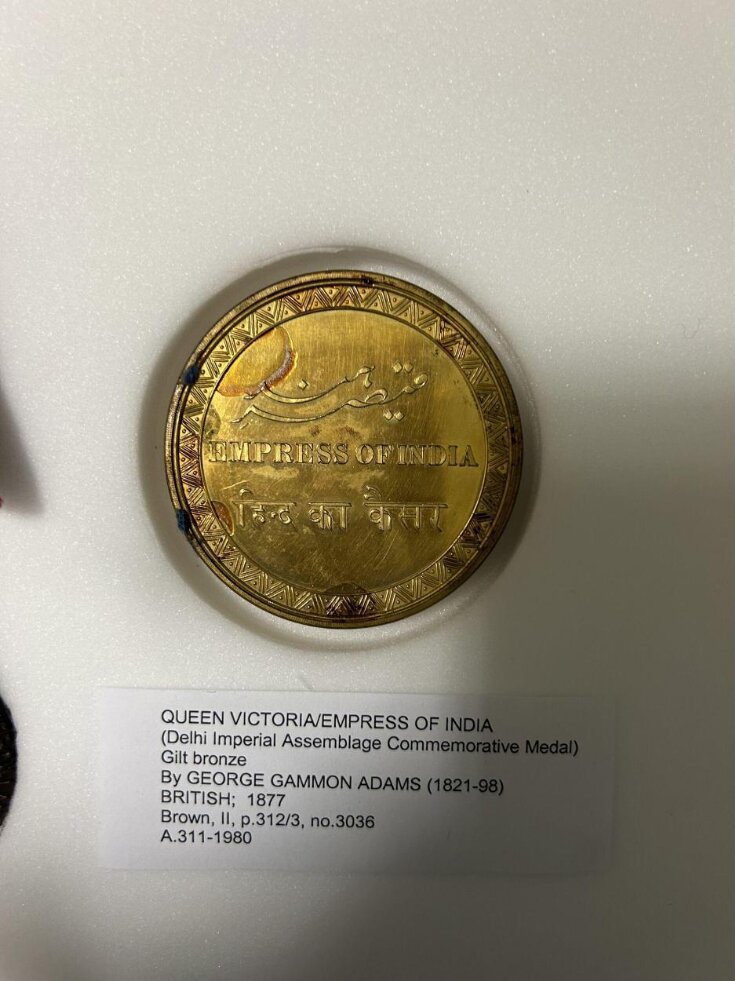 قیصر هند
EMPRESS OF INDIA
हिन्द का कैसर
QUEEN VICTORIA/EMPRESS OF INDIA
(Delhi Imperial Assemblage Commemorative Medal)
Gilt bronze
By GEORGE GAMMON ADAMS (1821-98)
BRITISH; 1877
Brown, II, p.312/3, no.3036
A.311-1980